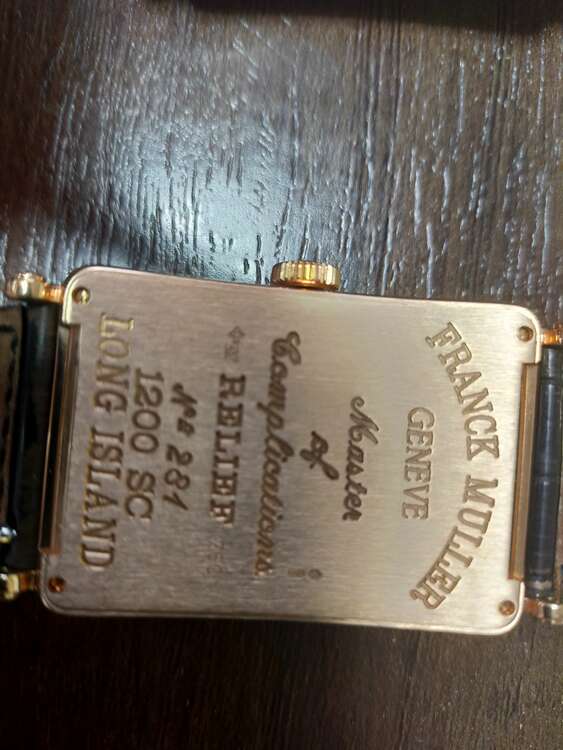 FRANCK MULLER
GENEVE
Master
of
Complications
RELIEF
Nº 281
1200 SC
LONG ISLAND